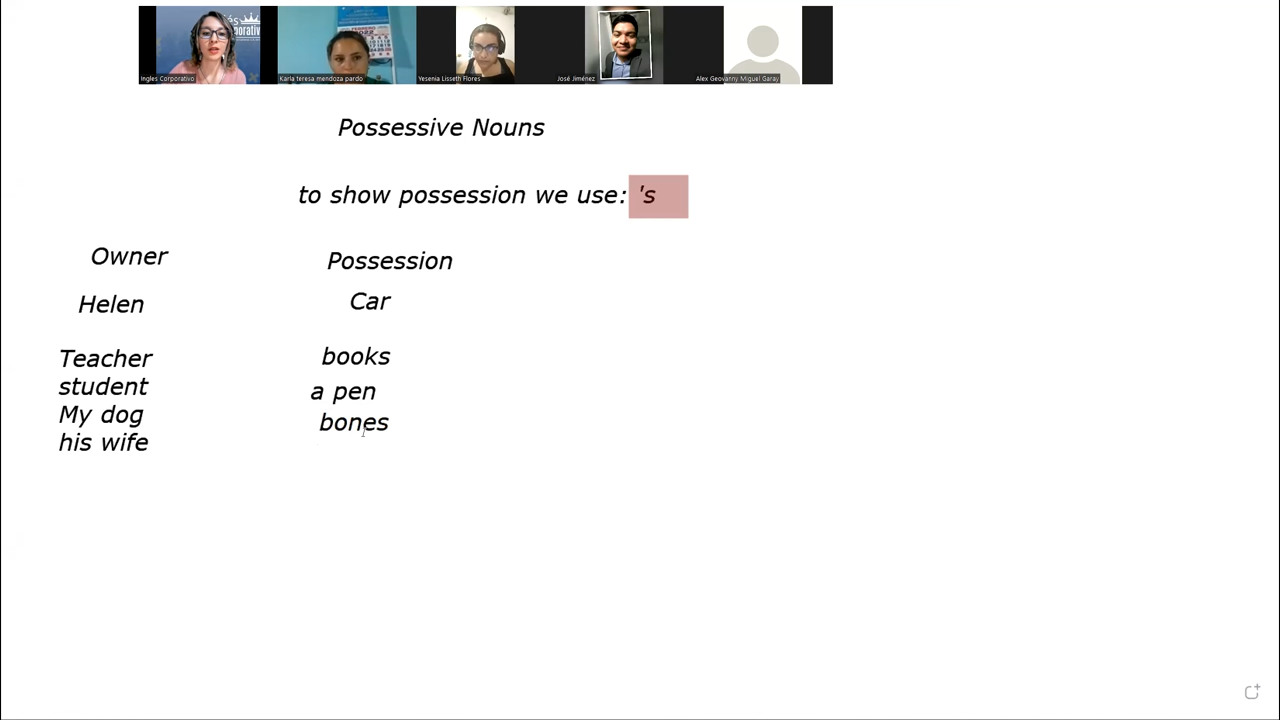 Ingles Corporativo
Karla teresa mendoza pardo
Yesenia Lisseth Flores
José Jiménez
Alex Geovanny Miguel Garay
Possessive Nouns
to show possession we use: 's
Owner
Possession
Helen
Car
Teacher
books
student
a pen
My dog
bones
his wife